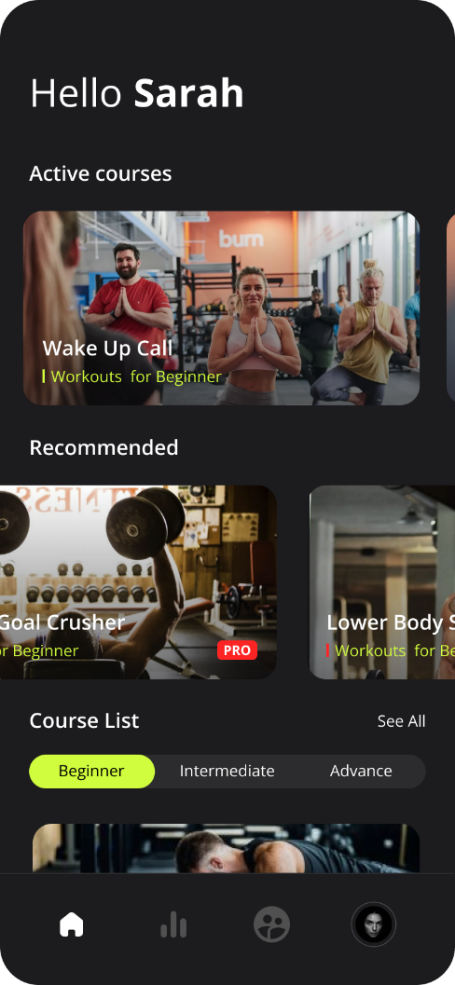 Hello Sarah
Active courses
burn
Wake Up Call
Workouts  for Beginner
Recommended
Goal Crusher
or Beginner
PRO
Lower Body S
Workouts  for Be
Course List
See All
Beginner
Intermediate
Advance